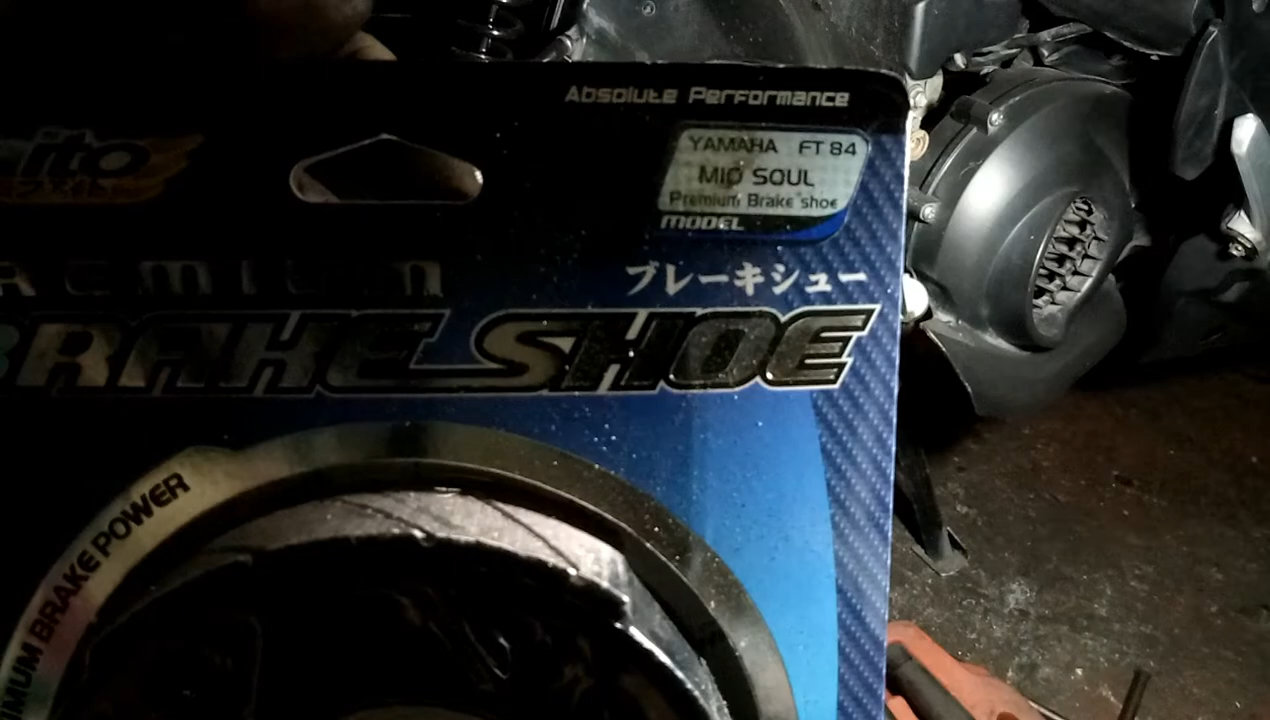 Absolute Performance
ito
YAMAHA FT 84
MIO SOUL
Premium Brake shoe
MODEL
ブレーキシュー
BRAKE SHOE
BRAKE POWER